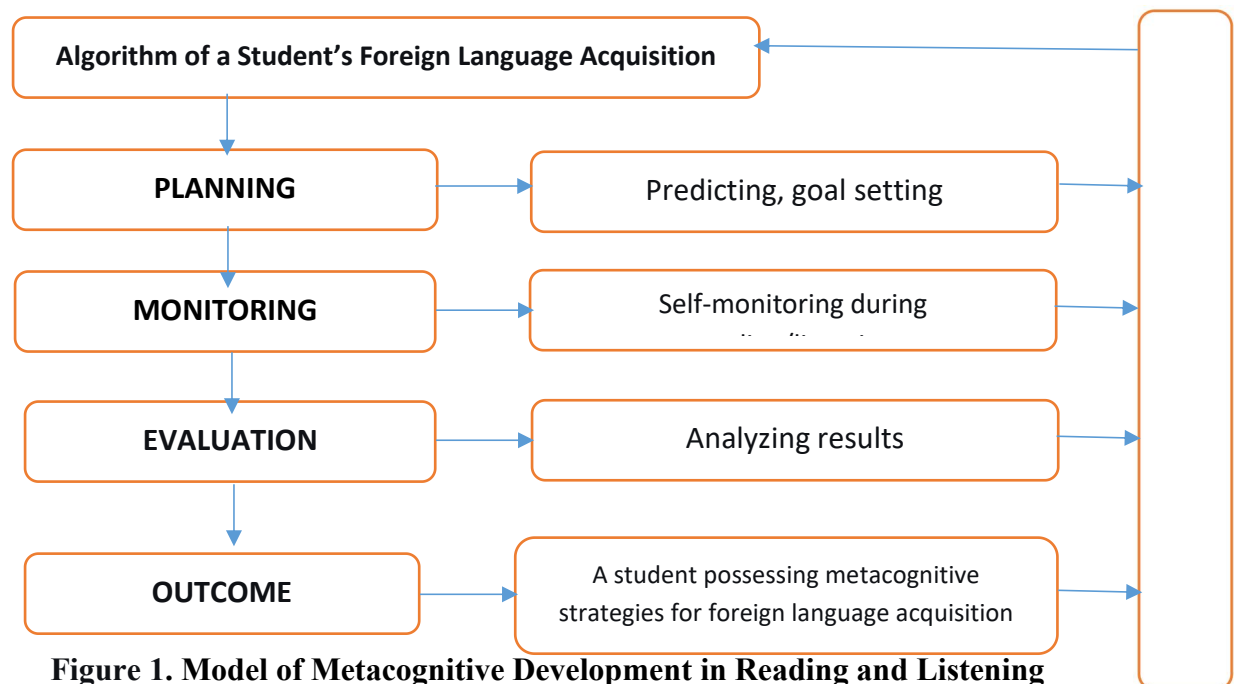 Algorithm of a Student’s Foreign Language Acquisition
PLANNING
Predicting, goal setting
MONITORING
Self-monitoring during
EVALUATION
Analyzing results
OUTCOME
A student possessing metacognitive
strategies for foreign language acquisition
Figure 1. Model of Metacognitive Development in Reading and Listening